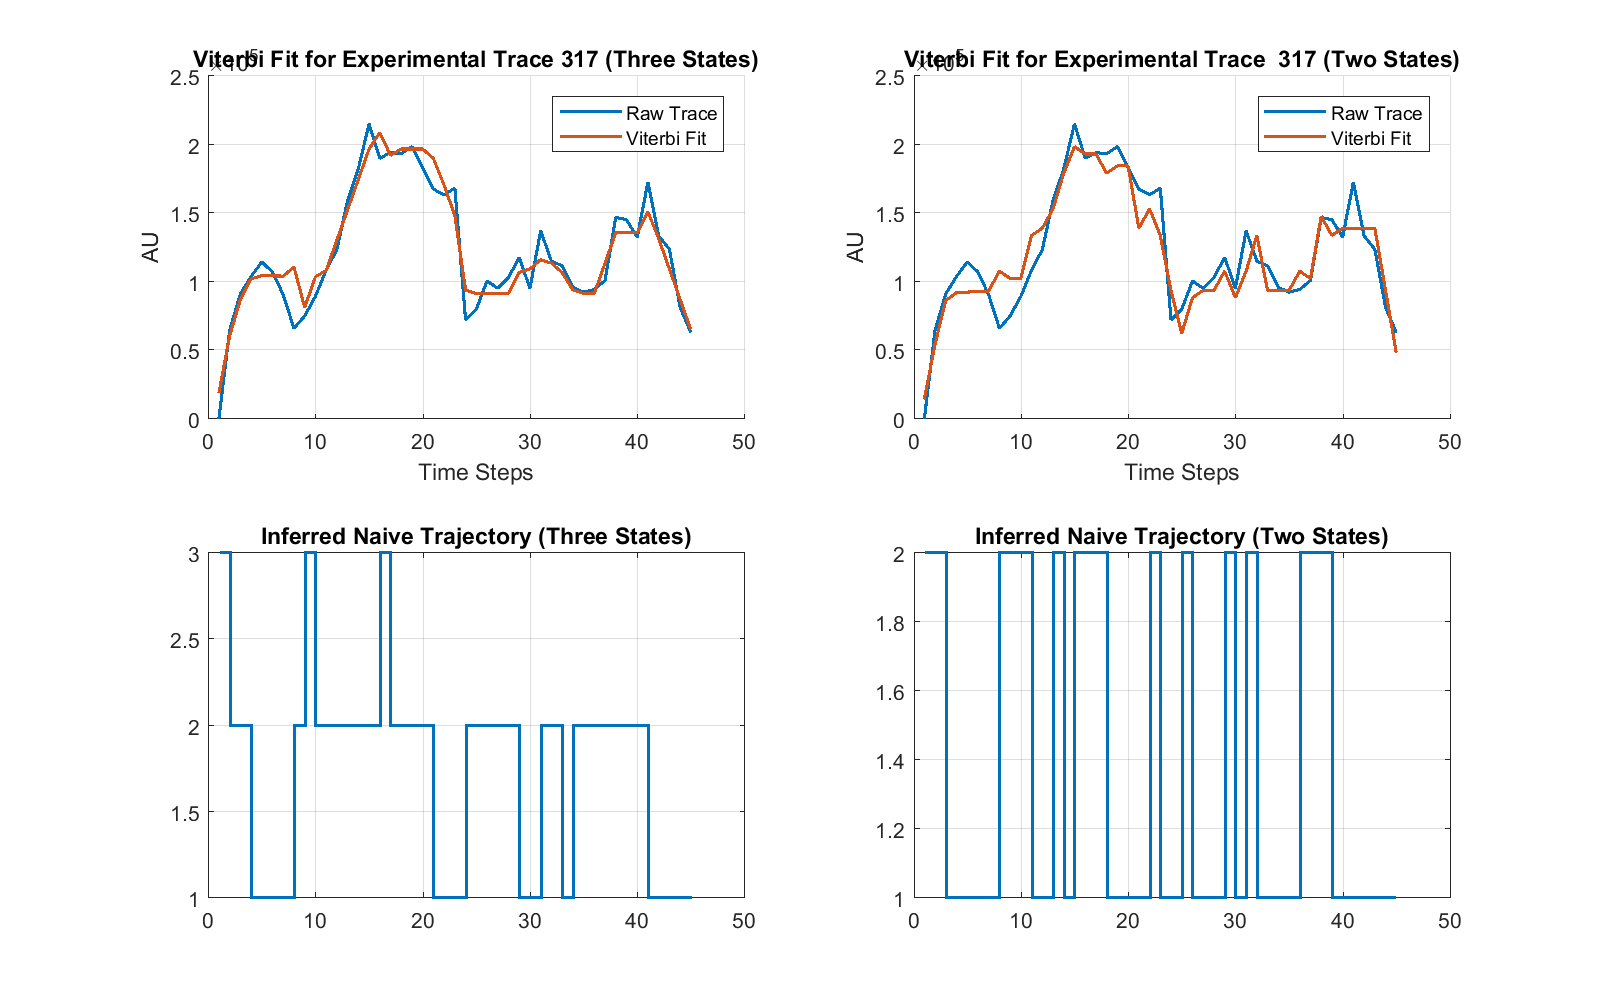 Viterbi Fit for Experimental Trace 317 (Three States)
×10^5
2.5
2
1.5
1
0.5
0
AU
0 10 20 30 40 50
Time Steps
Raw Trace
Viterbi Fit
Viterbi Fit for Experimental Trace 317 (Two States)
×10^5
2.5
2
1.5
1
0.5
0
AU
0 10 20 30 40 50
Time Steps
Raw Trace
Viterbi Fit
Inferred Naive Trajectory (Three States)
3
2.5
2
1.5
1
0 10 20 30 40 50
Inferred Naive Trajectory (Two States)
2
1.8
1.6
1.4
1.2
1
0 10 20 30 40 50